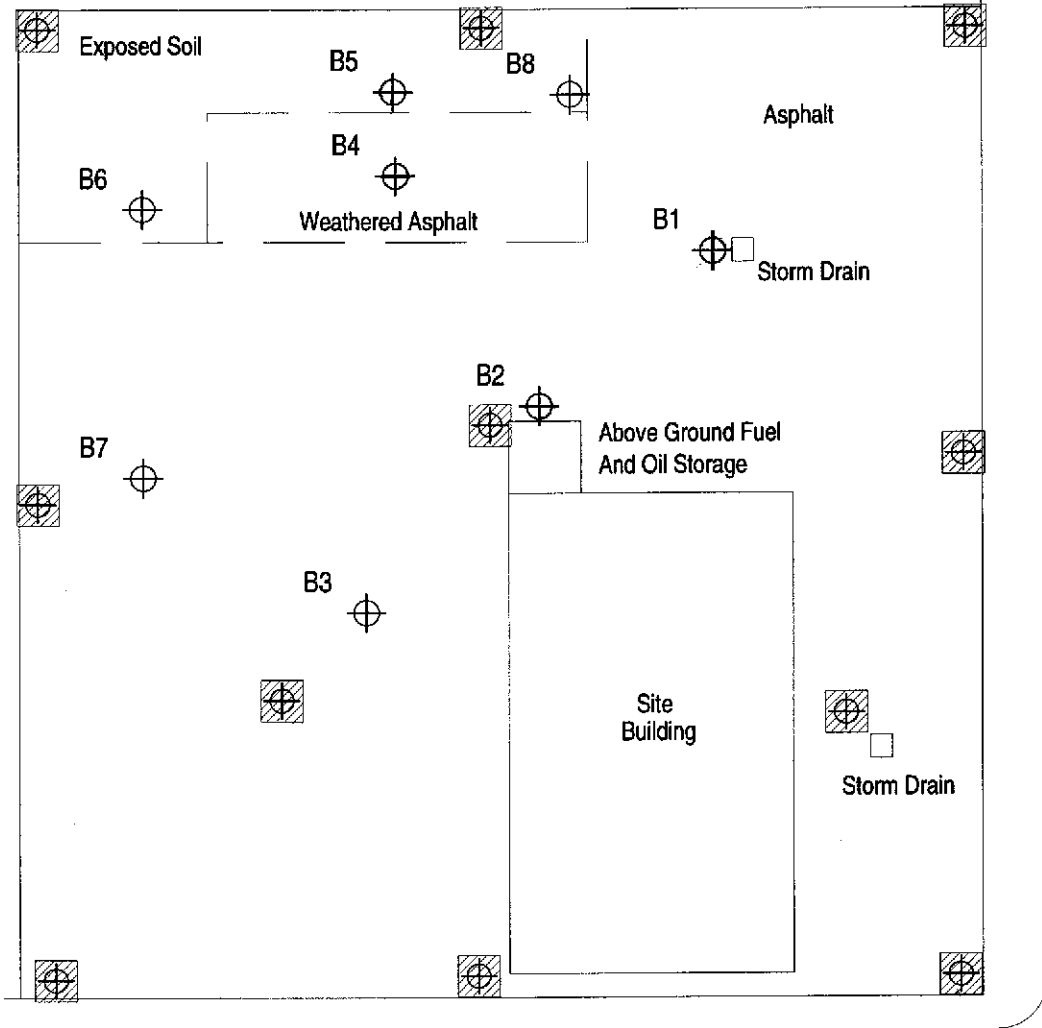 Exposed Soil
B5
B8
Asphalt
B4
B6
Weathered Asphalt
B1
Storm Drain
B2
Above Ground Fuel
And Oil Storage
B7
B3
Site
Building
Storm Drain